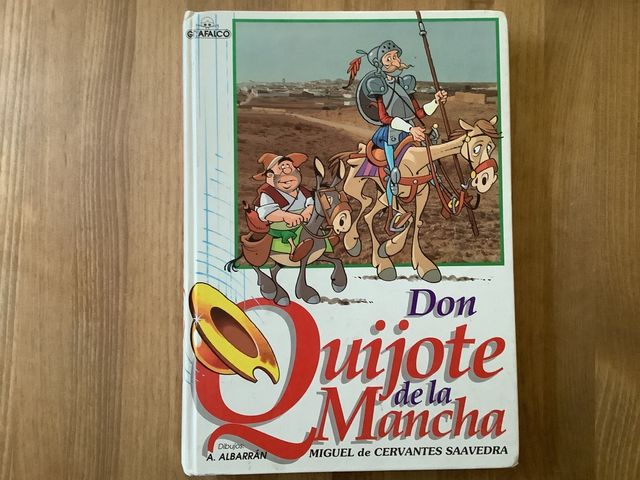 GRAFALCO
Don
Quijote
de la
Mancha
Dibujos:
A. ALBARRÁN
MIGUEL de CERVANTES SAAVEDRA